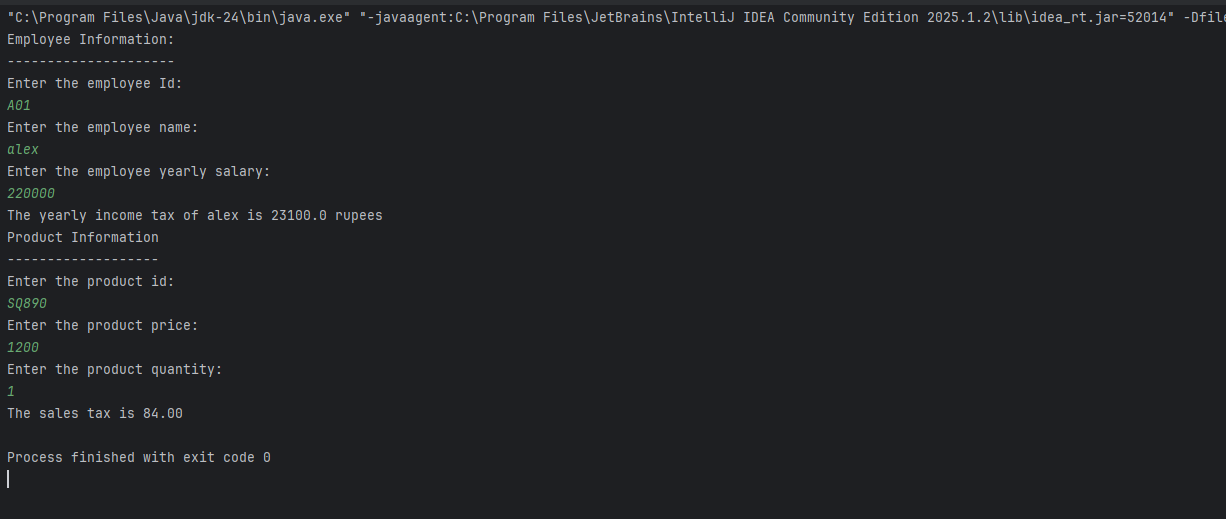 "C:\Program Files\Java\jdk-24\bin\java.exe" "-javaagent:C:\Program Files\JetBrains\IntelliJ IDEA Community Edition 2025.1.2\lib\idea_rt.jar=52014" -Dfile
Employee Information:
---------------------
Enter the employee Id:
A01
Enter the employee name:
alex
Enter the employee yearly salary:
220000
The yearly income tax of alex is 23100.0 rupees
Product Information
-------------------
Enter the product id:
SQ890
Enter the product price:
1200
Enter the product quantity:
1
The sales tax is 84.00
Process finished with exit code 0